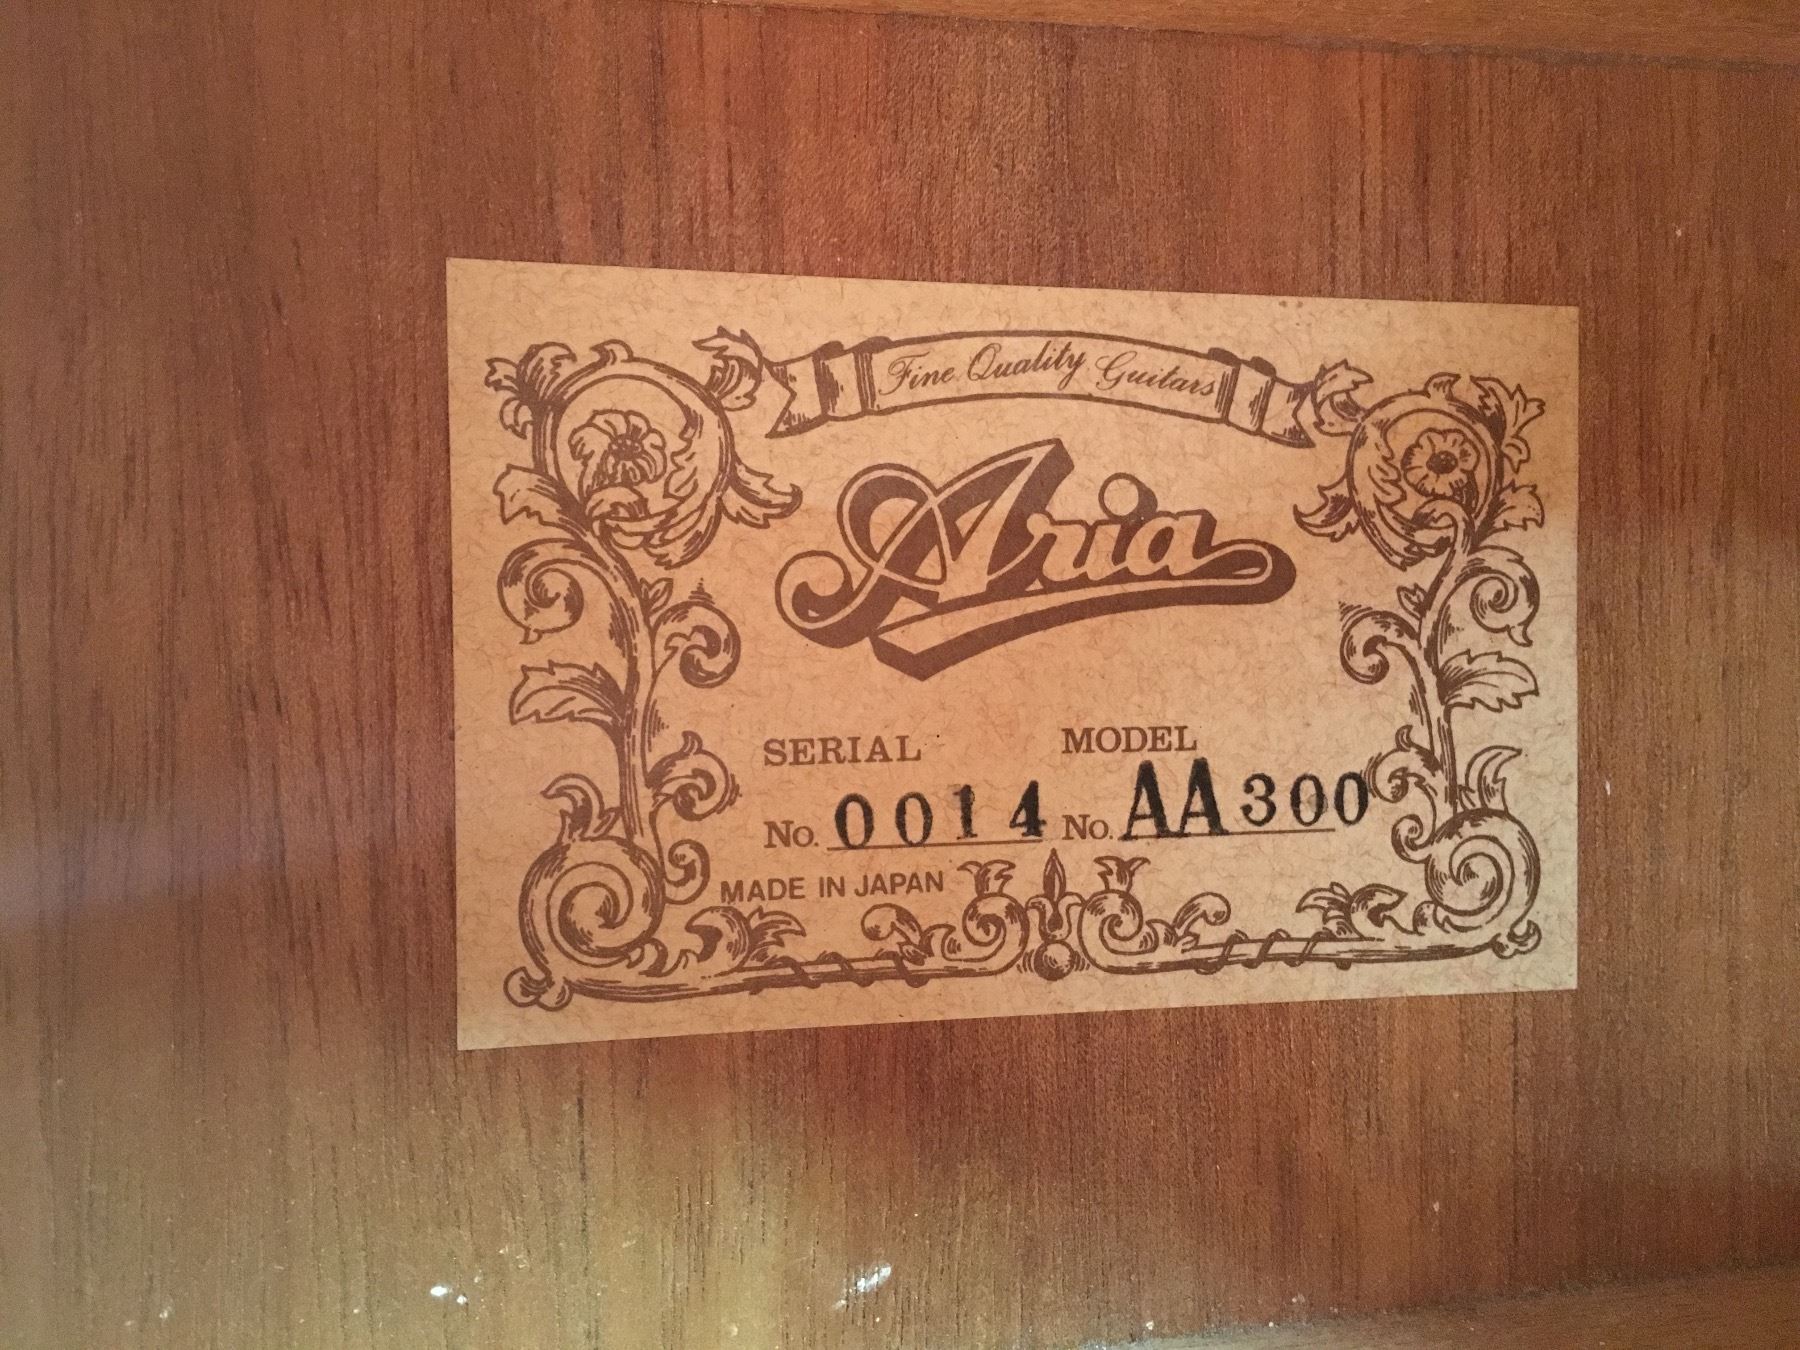 Fine Quality Guitars
Aria
SERIAL MODEL
No. 0014 No. AA300
MADE IN JAPAN